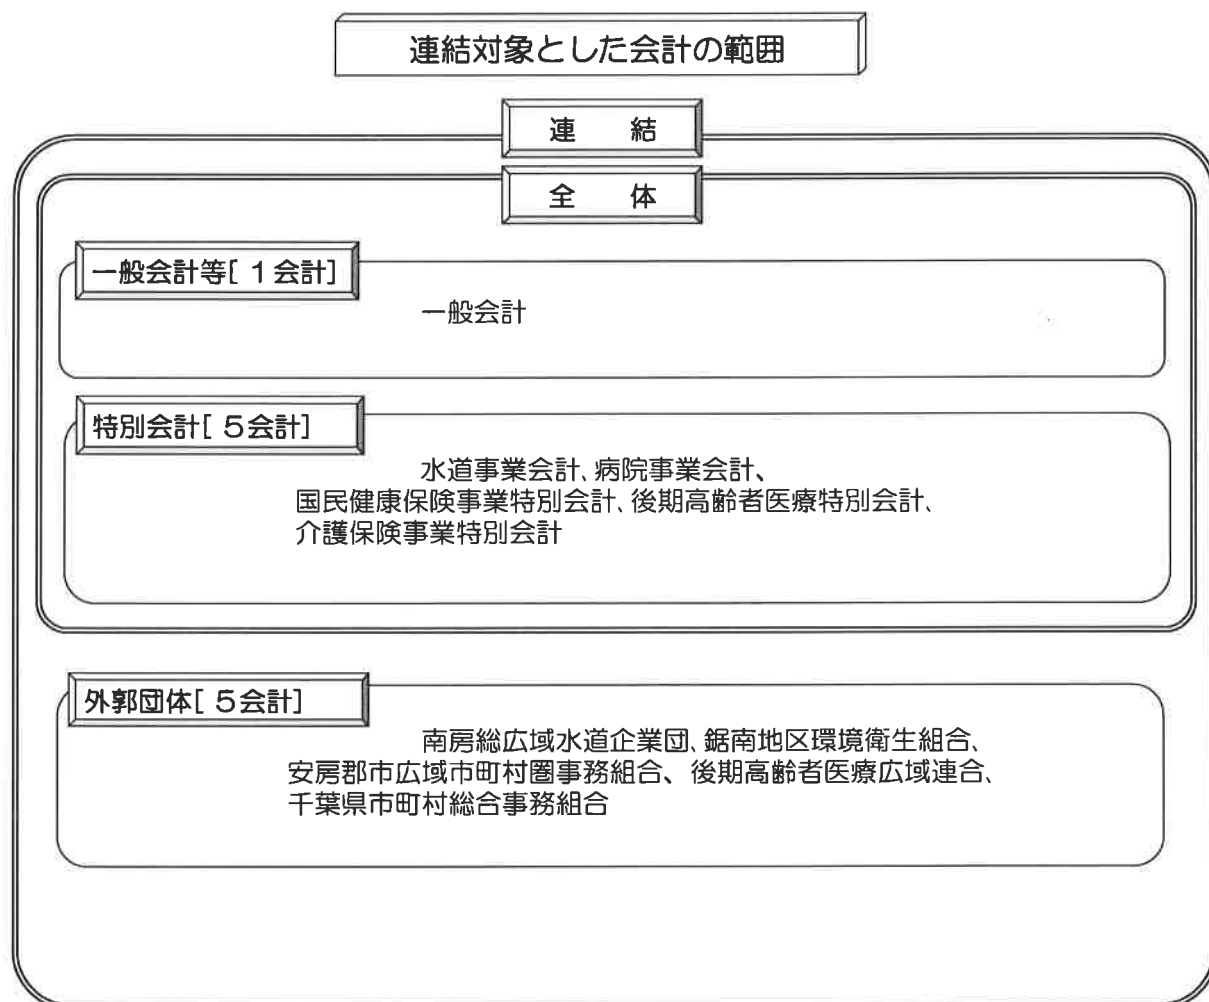 連結対象とした会計の範囲
連　結
全　体
一般会計等[ 1会計]
一般会計
特別会計[ 5会計]
水道事業会計、病院事業会計、
国民健康保険事業特別会計、後期高齢者医療特別会計、
介護保険事業特別会計
外郭団体[ 5会計]
南房総広域水道企業団、鋸南地区環境衛生組合、
安房郡市広域市町村圏事務組合、後期高齢者医療広域連合、
千葉県市町村総合事務組合